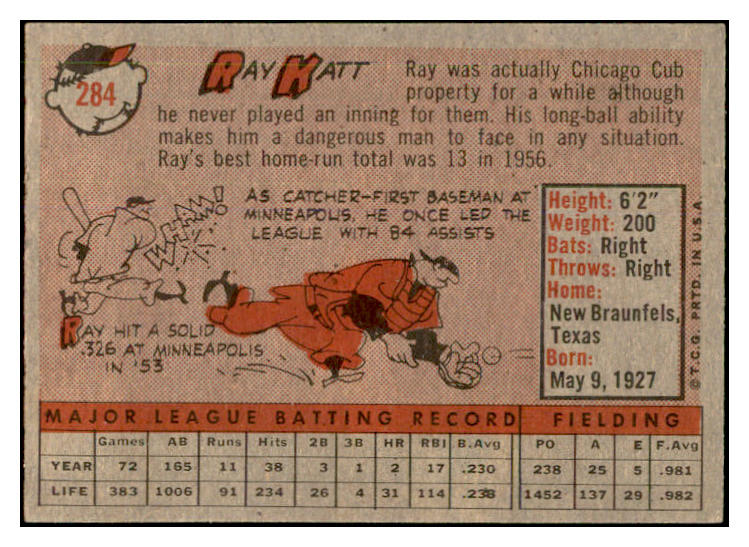 284
RAY KATT
Ray was actually Chicago Cub
property for a while although
he never played an inning for them. His long-ball ability
makes him a dangerous man to face in any situation.
Ray's best home-run total was 13 in 1956.
WHAM!
AS CATCHER-FIRST BASEMAN AT
MINNEAPOLIS, HE ONCE LED THE
LEAGUE WITH 84 ASSISTS
RAY HIT A SOLID
.326 AT MINNEAPOLIS
IN '53
Height: 6'2"
Weight: 200
Bats: Right
Throws: Right
Home:
New Braunfels,
Texas
Born:
May 9, 1927
© T.C.G. PRTD. IN U.S.A.
MAJOR LEAGUE BATTING RECORD FIELDING
Games AB Runs Hits 2B 3B HR RBI B.Avg PO A E F.Avg
YEAR 72 165 11 38 3 1 2 17 .230 238 25 5 .981
LIFE 383 1006 91 234 26 4 31 114 .238 1452 137 29 .982